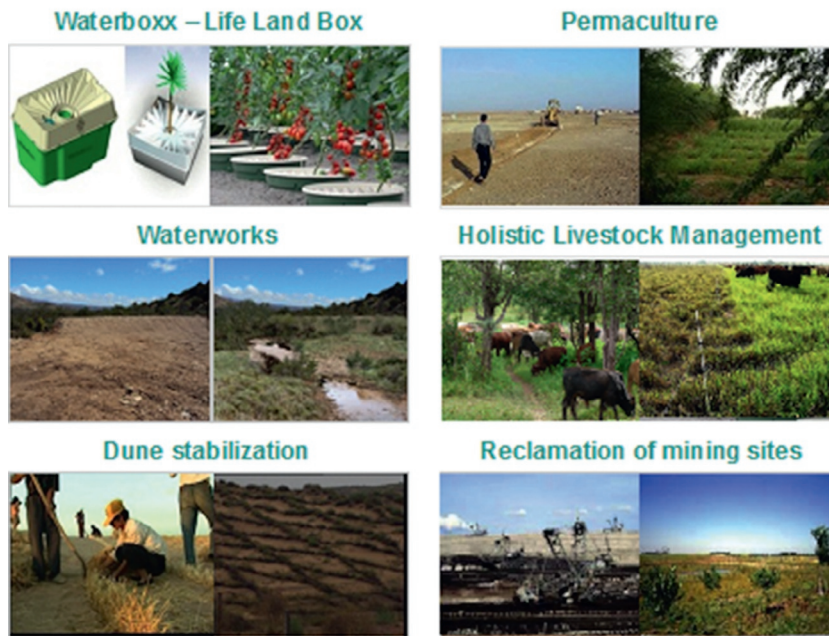 Waterboxx – Life Land Box
Permaculture
Waterworks
Holistic Livestock Management
Dune stabilization
Reclamation of mining sites